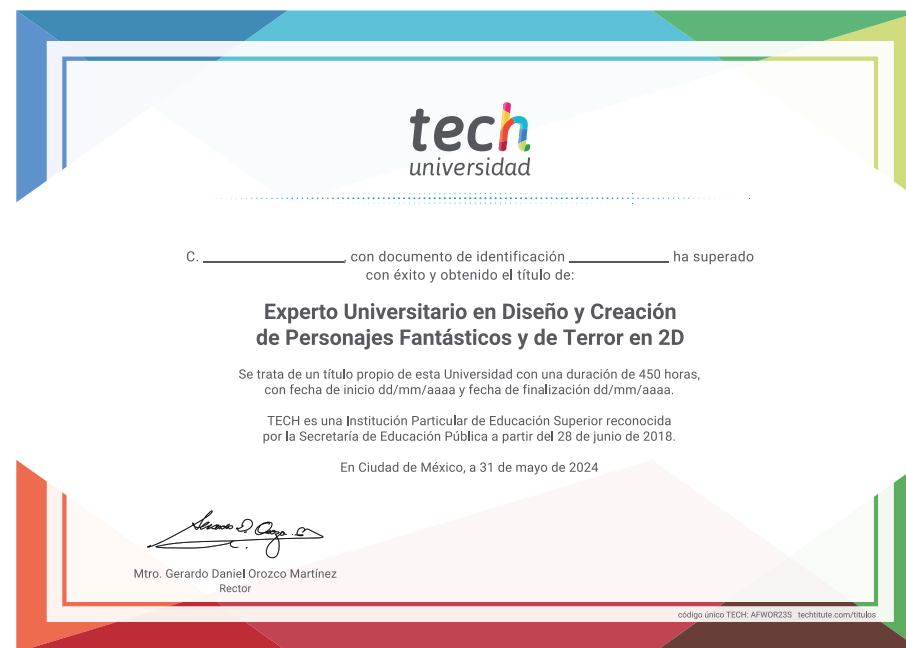 tech
universidad
C. ____________, con documento de identificación ____________ ha superado
con éxito y obtenido el título de:
Experto Universitario en Diseño y Creación
de Personajes Fantásticos y de Terror en 2D
Se trata de un título propio de esta Universidad con una duración de 450 horas,
con fecha de inicio dd/mm/aaaa y fecha de finalización dd/mm/aaaa.
TECH es una Institución Particular de Educación Superior reconocida
por la Secretaría de Educación Pública a partir del 28 de junio de 2018.
En Ciudad de México, a 31 de mayo de 2024
Mtro. Gerardo Daniel Orozco Martínez
Rector
código único TECH: AFWOR23S techtitute.com/titulos